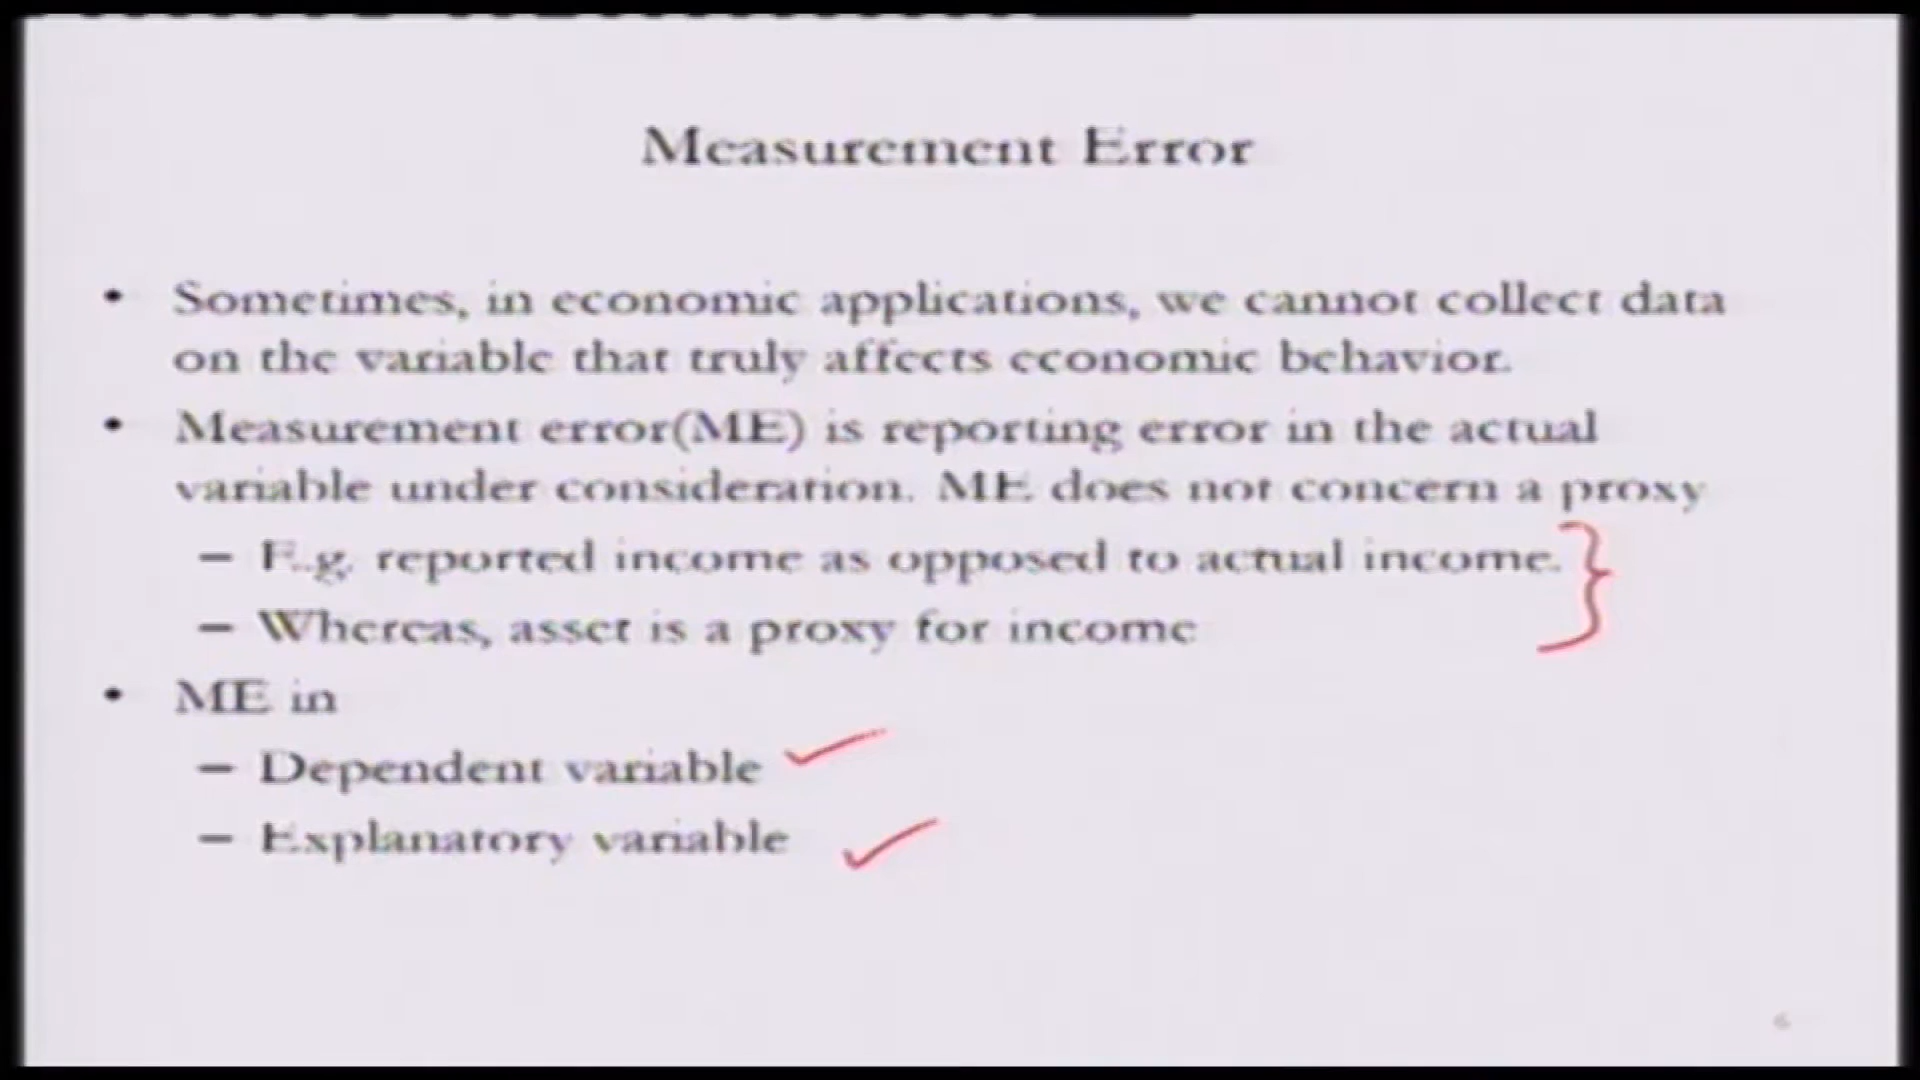 Measurement Error
• Sometimes, in economic applications, we cannot collect data
on the variable that truly affects economic behavior.
• Measurement error(ME) is reporting error in the actual
variable under consideration. ME does not concern a proxy
– E.g. reported income as opposed to actual income.
– Whereas, asset is a proxy for income
• ME in
– Dependent variable
– Explanatory variable
6